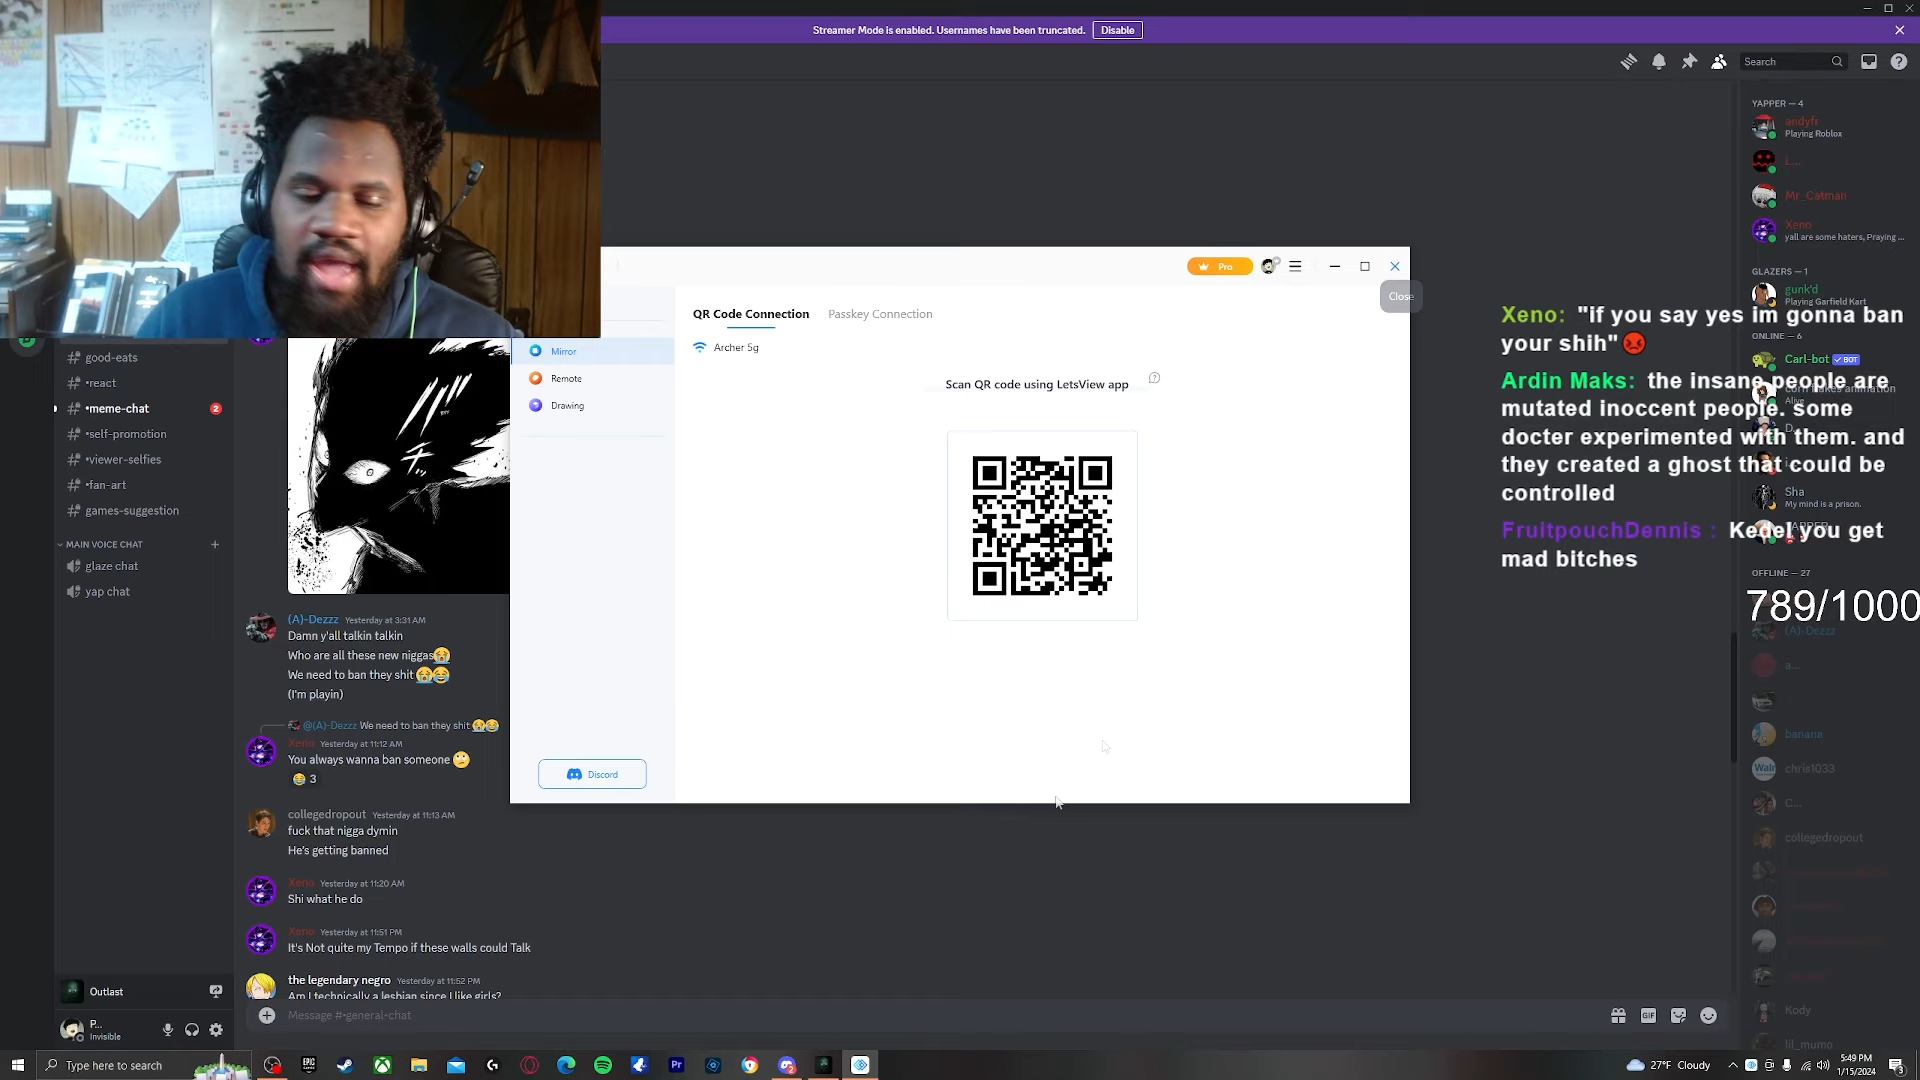 Streamer Mode is enabled. Usernames have been truncated.
Disable
Search
good-eats
•react
•meme-chat
2
•self-promotion
•viewer-selfies
•fan-art
games-suggestion
MAIN VOICE CHAT
glaze chat
yap chat
Outlast
P...
Invisible
(A)-Dezzz Yesterday at 3:31 AM
Damn y'all talkin talkin
Who are all these new niggas😭
We need to ban they shit 😭😂
(I'm playin)
@(A)-Dezzz We need to ban they shit 😭😂
Xeno Yesterday at 11:12 AM
You always wanna ban someone 🙄
😂 3
collegedropout Yesterday at 11:13 AM
fuck that nigga dymin
He's getting banned
Xeno Yesterday at 11:20 AM
Shi what he do
Xeno Yesterday at 11:51 PM
It's Not quite my Tempo if these walls could Talk
the legendary negro Yesterday at 11:52 PM
Am I technically a lesbian since I like girls?
Message #•general-chat
GIF
Pro
Close
QR Code Connection
Passkey Connection
Archer 5g
Mirror
Remote
Drawing
Scan QR code using LetsView app
Discord
YAPPER — 4
andyfr
Playing Roblox
L...
Mr_Catman
Xeno
yall are some haters, Praying ...
GLAZERS — 1
gunk'd
Playing Garfield Kart
ONLINE — 6
Carl-bot ✓ BOT
Alive
D...
Sha
My mind is a prison.
OFFLINE — 27
(A)-Dezzz
a...
banana
chris1033
C...
collegedropout
Kody
lil_mumo
Xeno: "if you say yes im gonna ban
your shih"😡
Ardin Maks: the insane people are
mutated inoccent people. some
docter experimented with them. and
they created a ghost that could be
controlled
FruitpouchDennis : Kedel you get
mad bitches
789/1000
Type here to search
27°F Cloudy
5:49 PM
1/15/2024
3